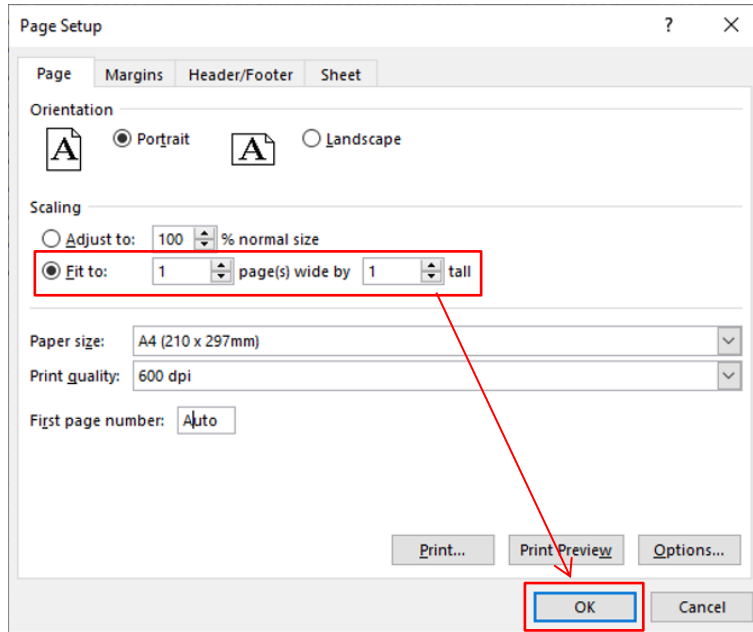 Page Setup ? ×
Page Margins Header/Footer Sheet
Orientation
A Portrait A Landscape
Scaling
Adjust to: 100 % normal size
Fit to: 1 page(s) wide by 1 tall
Paper size: A4 (210 x 297mm)
Print quality: 600 dpi
First page number: Auto
Print... Print Preview Options...
OK Cancel